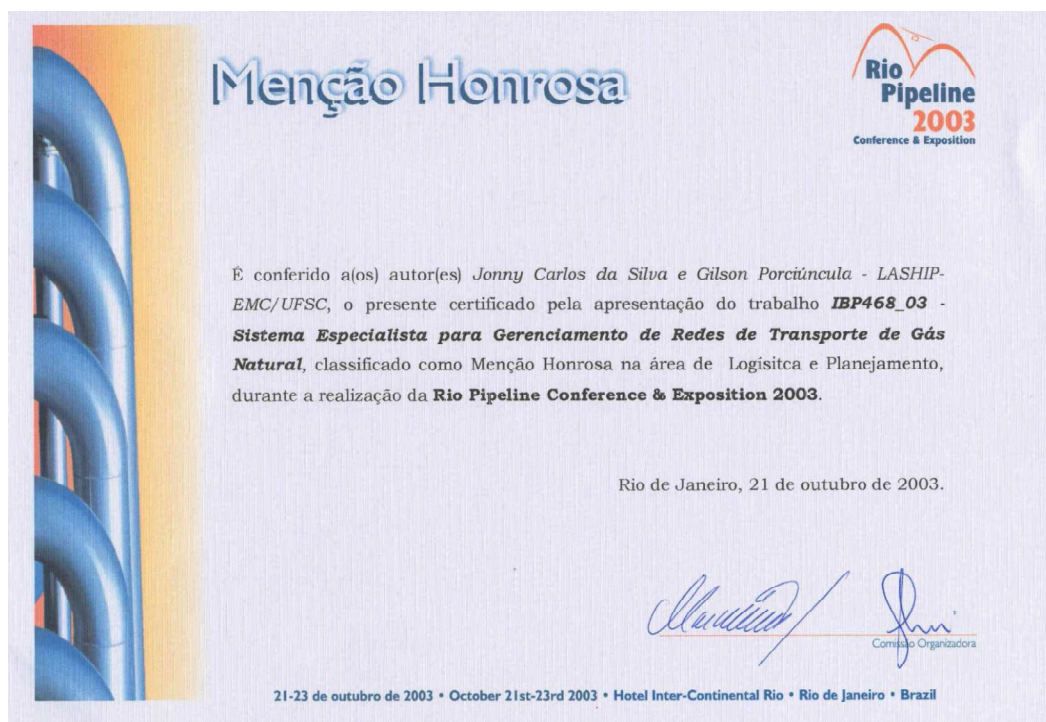 Menção Honrosa
Rio
Pipeline
2003
Conference & Exposition
É conferido a(os) autor(es) Jonny Carlos da Silva e Gilson Porciúncula - LASHIP-
EMC/UFSC, o presente certificado pela apresentação do trabalho IBP468_03 -
Sistema Especialista para Gerenciamento de Redes de Transporte de Gás
Natural, classificado como Menção Honrosa na área de Logísitca e Planejamento,
durante a realização da Rio Pipeline Conference & Exposition 2003.
Rio de Janeiro, 21 de outubro de 2003.
Comissão Organizadora
21-23 de outubro de 2003 • October 21st-23rd 2003 • Hotel Inter-Continental Rio • Rio de Janeiro • Brazil